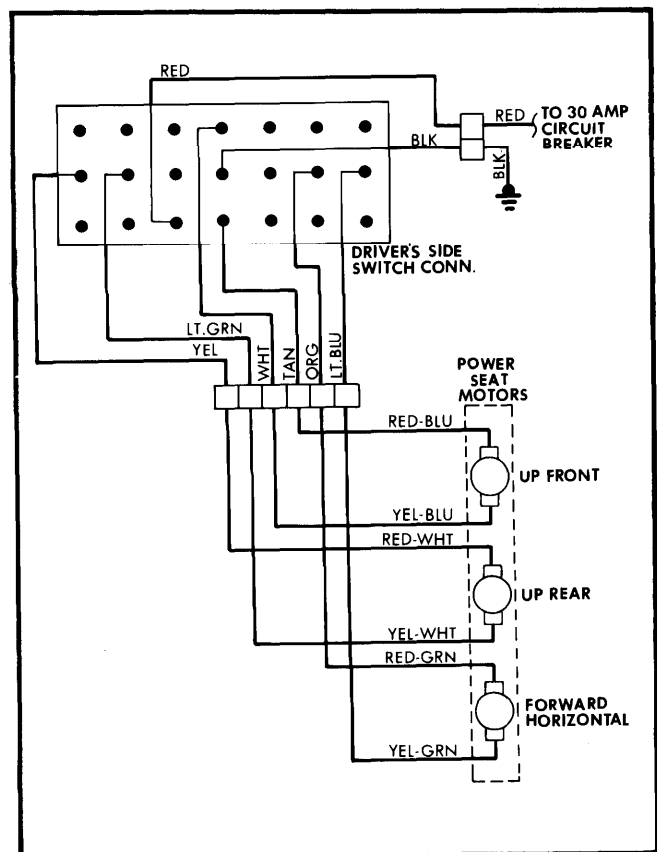 RED
RED
TO 30 AMP
CIRCUIT
BREAKER
BLK
BLK.
DRIVER'S SIDE
SWITCH CONN.
LT.GRN
YEL
WHT
TAN
ORG
LT.BLU
POWER
SEAT
MOTORS
RED-BLU
UP FRONT
YEL-BLU
RED-WHT
UP REAR
YEL-WHT
RED-GRN
FORWARD
HORIZONTAL
YEL-GRN